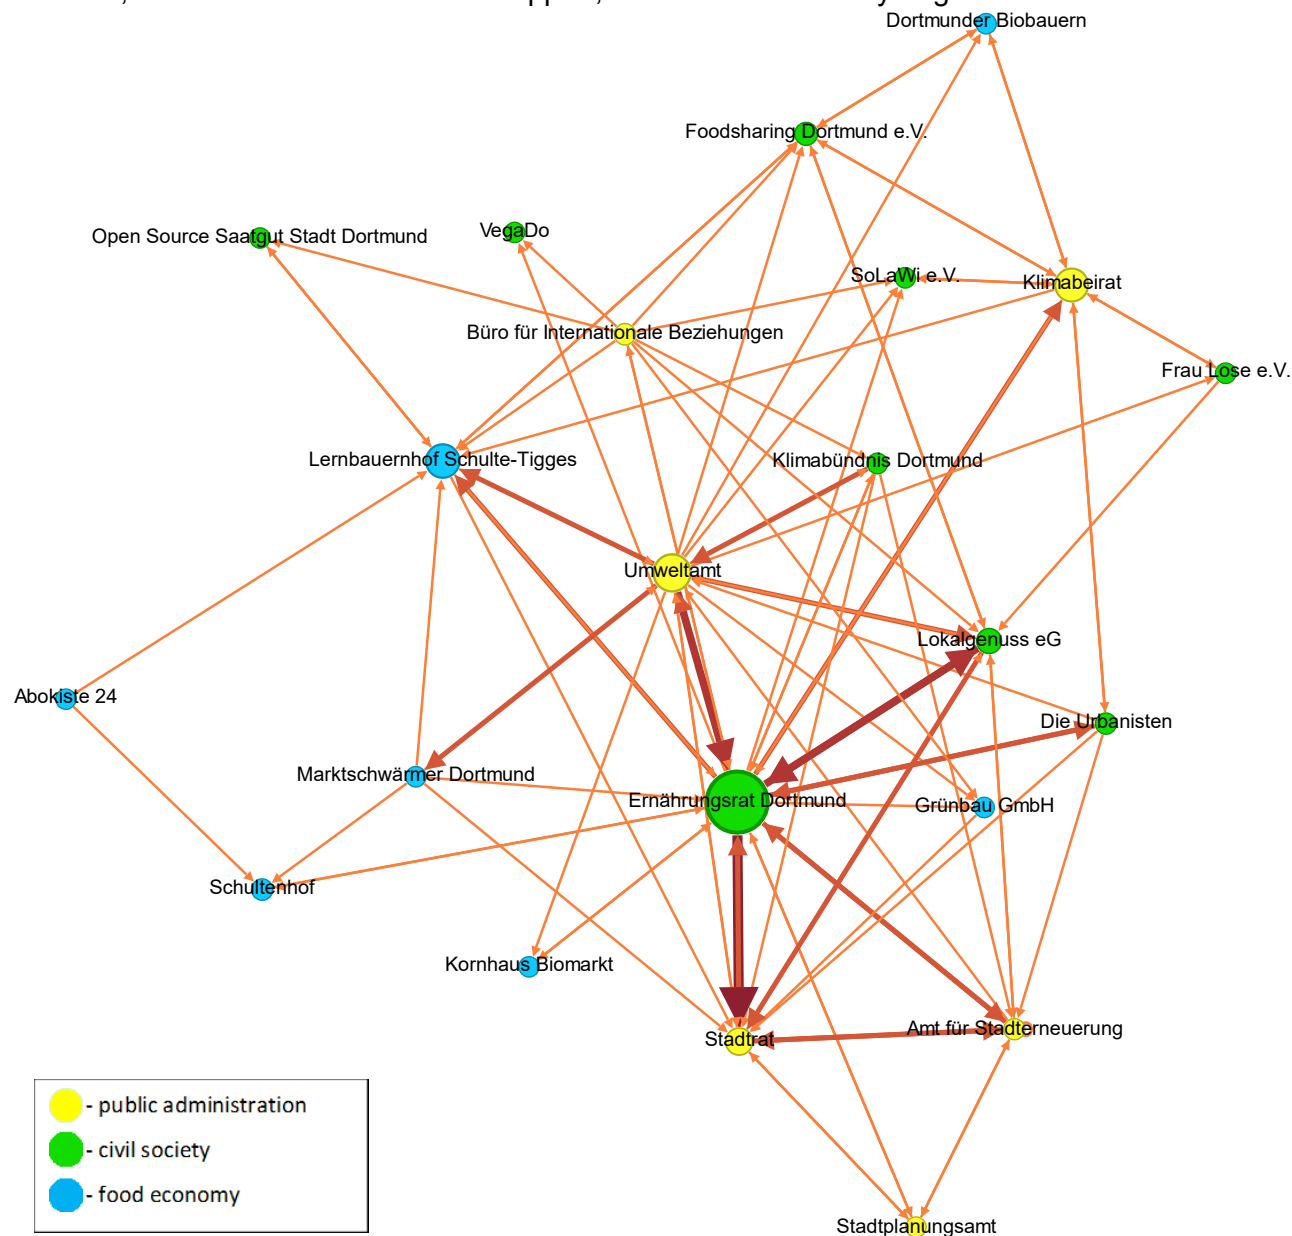 Dortmunder Biobauern
Foodsharing Dortmund e.V.
Open Source Saatgut Stadt Dortmund
VegaDo
SoLaWi e.V.
Klimabeirat
Büro für Internationale Beziehungen
Frau Lose e.V.
Lernbauernhof Schulte-Tigges
Klimabündnis Dortmund
Umweltamt
Lokalgenuss eG
Abokiste 24
Die Urbanisten
Marktschwärmer Dortmund
Ernährungsrat Dortmund
Grünbau GmbH
Schultenhof
Kornhaus Biomarkt
Stadtrat
Amt für Stadterneuerung
- public administration
- civil society
- food economy
Stadtplanungsamt